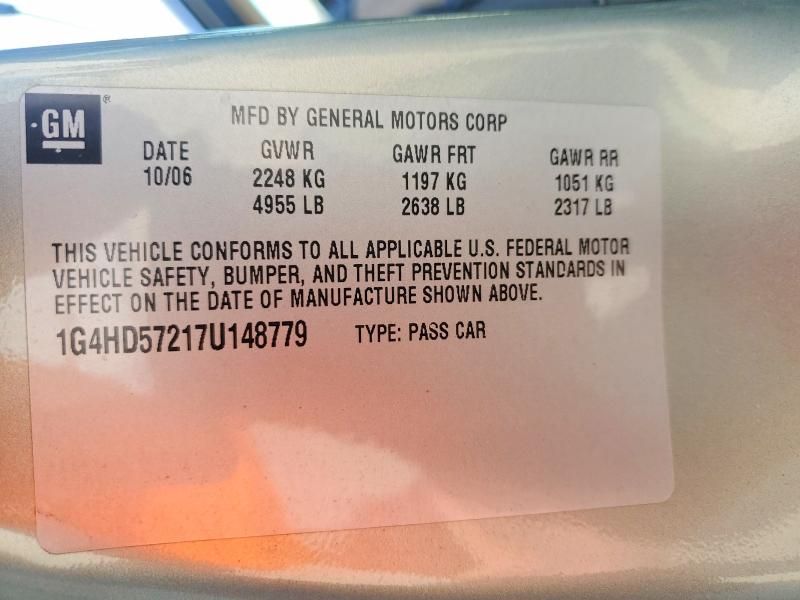 GM ®
MFD BY GENERAL MOTORS CORP
DATE GVWR GAWR FRT GAWR RR
10/06 2248 KG 1197 KG 1051 KG
4955 LB 2638 LB 2317 LB
THIS VEHICLE CONFORMS TO ALL APPLICABLE U.S. FEDERAL MOTOR
VEHICLE SAFETY, BUMPER, AND THEFT PREVENTION STANDARDS IN
EFFECT ON THE DATE OF MANUFACTURE SHOWN ABOVE.
1G4HD57217U148779 TYPE: PASS CAR